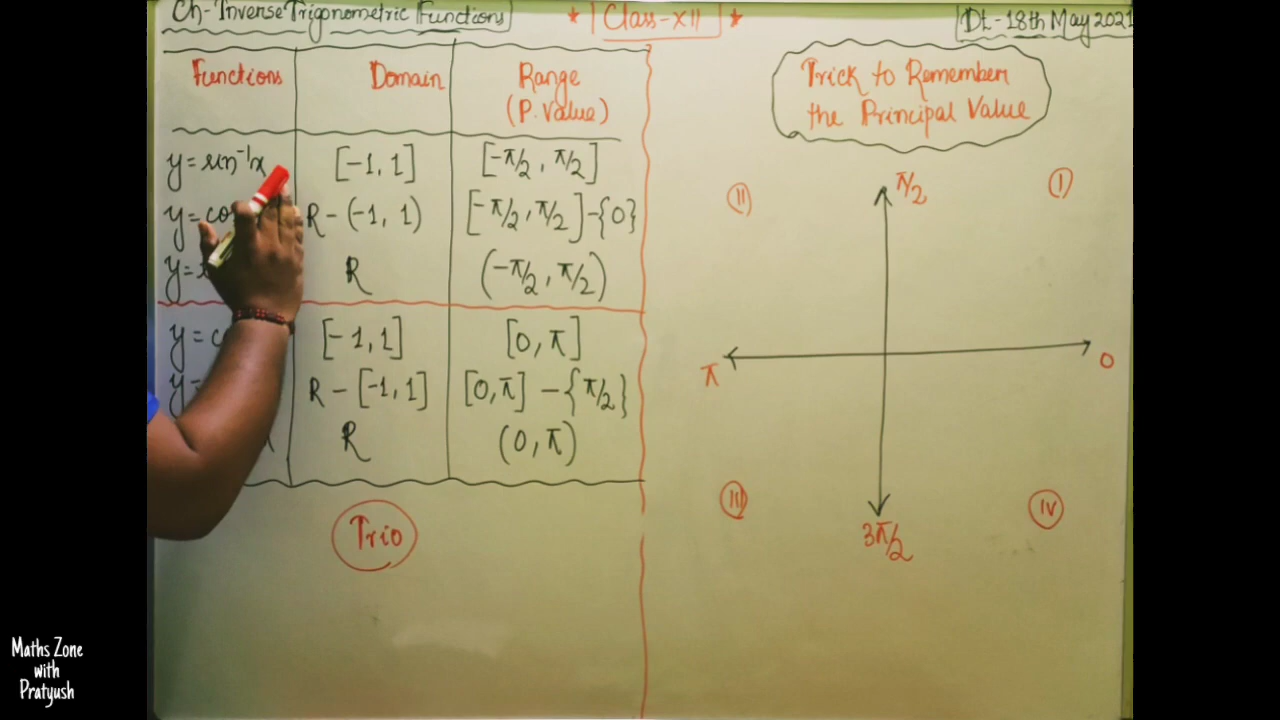 Ch-Inverse Trigonometric Functions
★ Class-XII ★
Dt-18th May 2021
Functions Domain Range
(P. Value)
y = sin⁻¹x [-1, 1] [-π/2, π/2]
y = co R - (-1, 1) [-π/2, π/2] - {0}
y = R (-π/2, π/2)
y = c [-1, 1] [0, π]
y = R - [-1, 1] [0, π] - {π/2}
R (0, π)
Trio
Trick to Remember
the Principal Value
π/2
II
I
π
0
III
IV
3π/2
Maths Zone
with
Pratyush